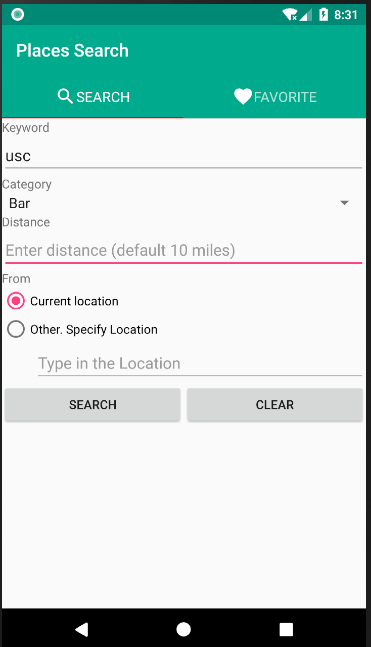 8:31
Places Search
SEARCH FAVORITE
Keyword
usc
Category
Bar
Distance
Enter distance (default 10 miles)
From
Current location
Other. Specify Location
Type in the Location
SEARCH CLEAR